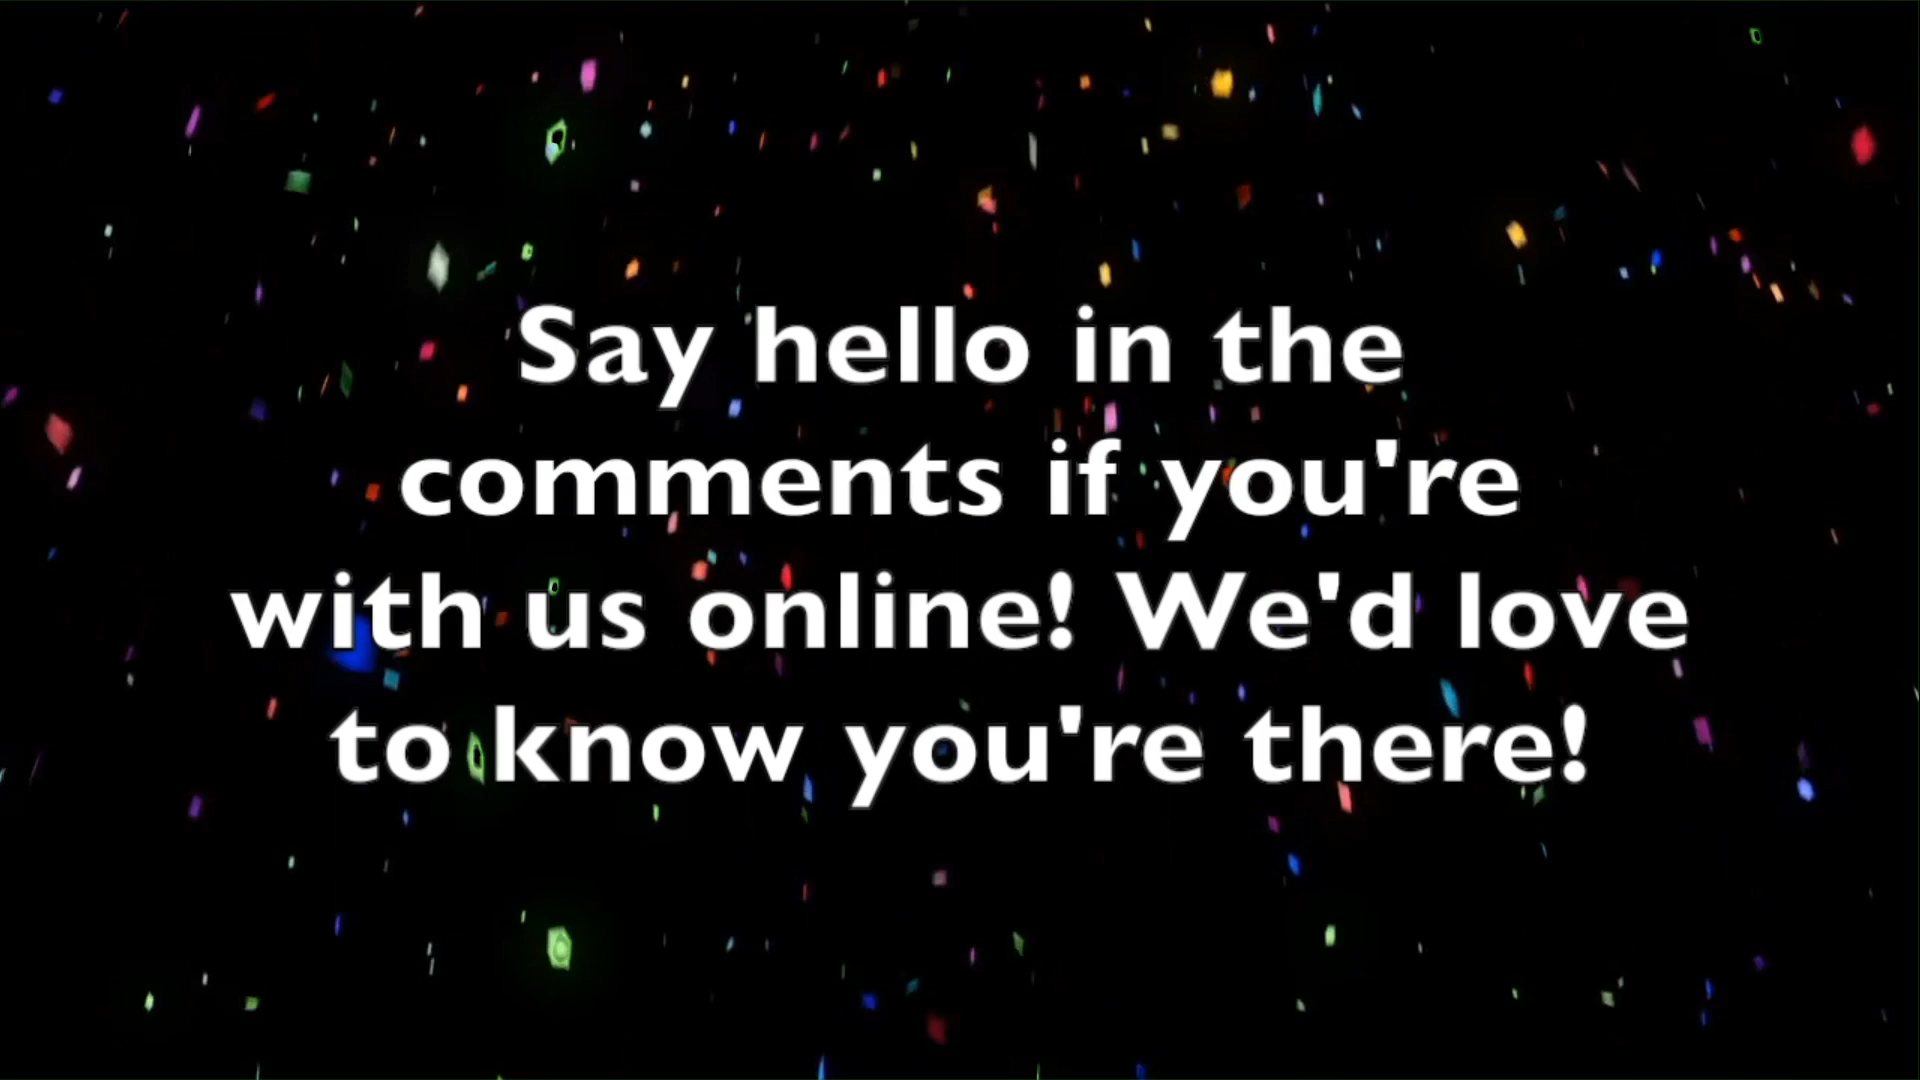 Say hello in the
comments if you're
with us online! We'd love
to know you're there!